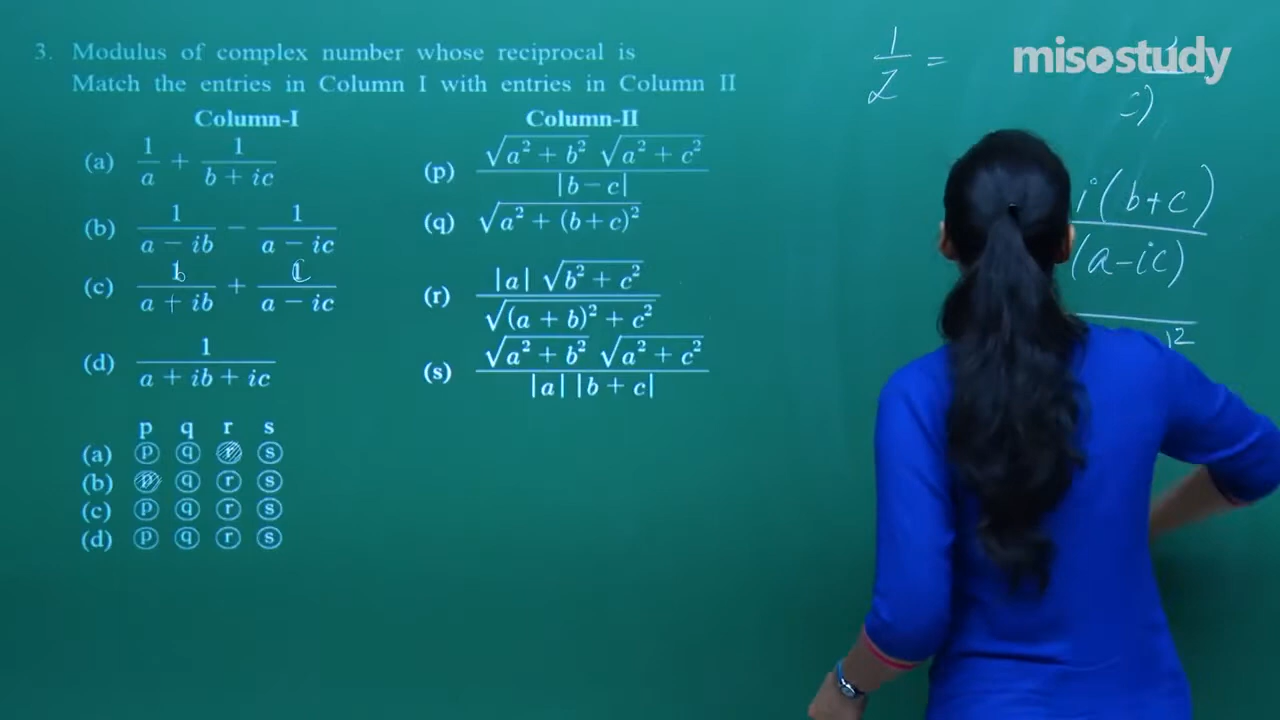 3. Modulus of complex number whose reciprocal is
Match the entries in Column I with entries in Column II
Column-I Column-II
(a) 1/a + 1/(b + ic) (p) √(a² + b²) √(a² + c²) / |b − c|
(b) 1/(a − ib) − 1/(a − ic) (q) √(a² + (b + c)²)
(c) b/(a + ib) + c/(a − ic) (r) |a| √(b² + c²) / √((a + b)² + c²)
(d) 1/(a + ib + ic) (s) √(a² + b²) √(a² + c²) / |a| |b + c|
p q r s
(a) p q r s
(b) p q r s
(c) p q r s
(d) p q r s
1/Z =
misostudy
c)
i(b+c)
(a−ic)